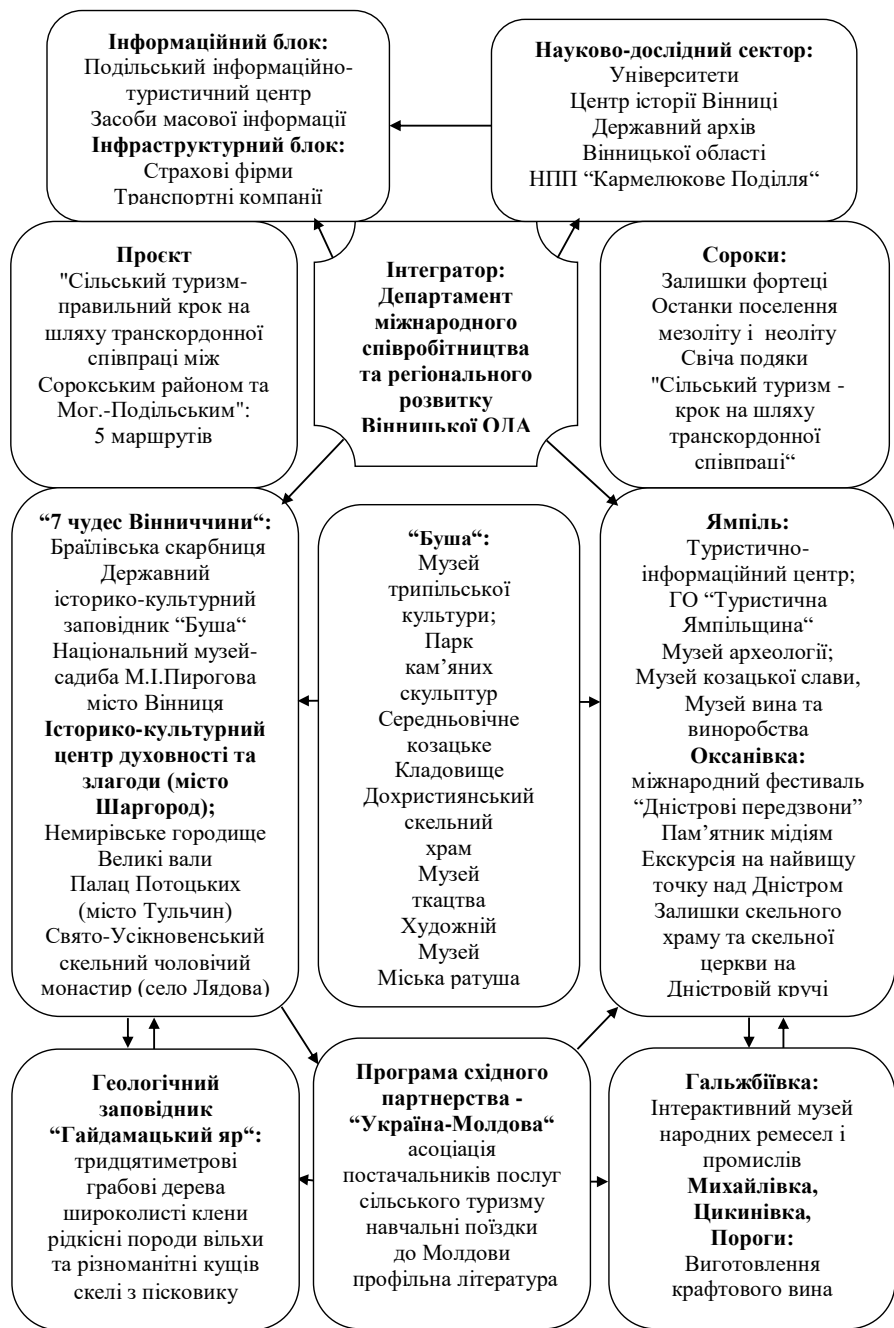 Інформаційний блок:
Подільський інформаційно-
туристичний центр
Засоби масової інформації
Інфраструктурний блок:
Страхові фірми
Транспортні компанії
Науково-дослідний сектор:
Університети
Центр історії Вінниці
Державний архів
Вінницької області
НПП “Кармелюкове Поділля“
Проєкт
"Сільський туризм-
правильний крок на
шляху транскордонної
співпраці між
Сорокським районом та
Мог.-Подільським":
5 маршрутів
Інтегратор:
Департамент
міжнародного
співробітництва
та регіонального
розвитку
Вінницької ОДА
Сороки:
Залишки фортеці
Останки поселення
мезоліту і неоліту
Свіча подяки
"Сільський туризм -
крок на шляху
транскордонної
співпраці“
“7 чудес Вінниччини“:
Браїлівська скарбниця
Державний
історико-культурний
заповідник “Буша“
Національний музей-
садиба М.І.Пирогова
місто Вінниця
Історико-культурний
центр духовності та
злагоди (місто
Шаргород);
Немирівське городище
Великі вали
Палац Потоцьких
(місто Тульчин)
Свято-Усікновенський
скельний чоловічий
монастир (село Лядова)
“Буша“:
Музей
трипільської
культури;
Парк
кам’яних
скульптур
Середньовічне
козацьке
Кладовище
Дохристиянський
скельний
храм
Музей
ткацтва
Художній
Музей
Міська ратуша
Ямпіль:
Туристично-
інформаційний центр;
ГО “Туристична
Ямпільщина“
Музей археології;
Музей козацької слави,
Музей вина та
виноробства
Оксанівка:
міжнародний фестиваль
“Дністрові передзвони”
Пам’ятник мідіям
Екскурсія на найвищу
точку над Дністром
Залишки скельного
храму та скельної
церкви на
Дністровій кручі
Геологічний
заповідник
“Гайдамацький яр“:
тридцятиметрові
грабові дерева
широколисті клени
рідкісні породи вільхи
та різноманітні кущів
скелі з пісковику
Програма східного
партнерства -
“Україна-Молдова“
асоціація
постачальників послуг
сільського туризму
навчальні поїздки
до Молдови
профільна література
Гальжбіївка:
Інтерактивний музей
народних ремесел і
промислів
Михайлівка,
Цикинівка,
Пороги:
Виготовлення
крафтового вина